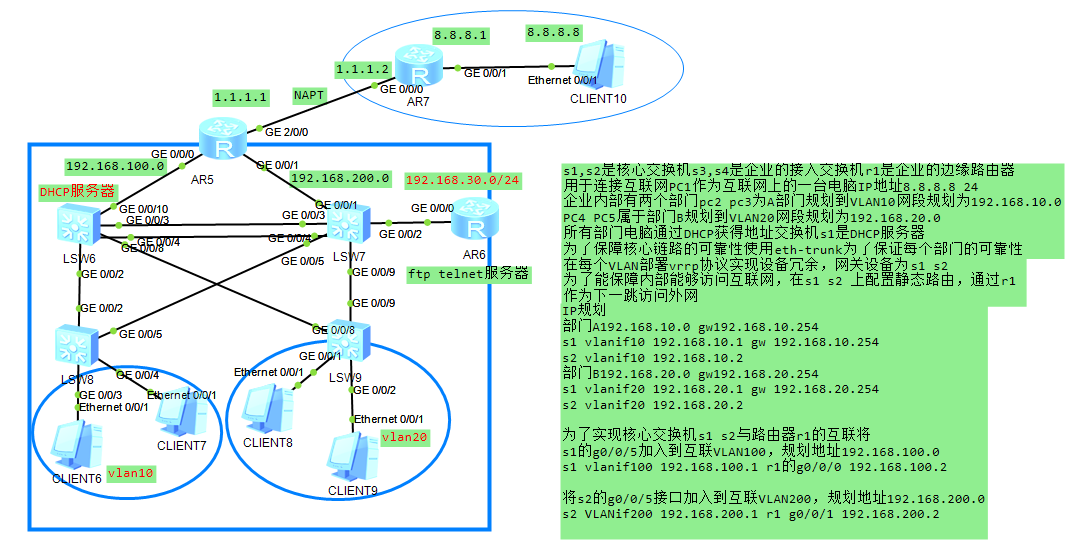 8.8.8.1
8.8.8.8
1.1.1.2
GE 0/0/1
Ethernet 0/0/1
CLIENT10
GE 0/0/0
AR7
NAPT
1.1.1.1
GE 2/0/0
GE 0/0/0
GE 0/0/1
192.168.100.0
AR5
192.168.200.0
192.168.30.0/24
DHCP服务器
GE 0/0/10
GE 0/0/1
GE 0/0/3
GE 0/0/3
GE 0/0/0
GE 0/0/4
GE 0/0/4
GE 0/0/2
GE 0/0/8
LSW6
LSW7
AR6
GE 0/0/5
GE 0/0/2
GE 0/0/9
ftp telnet服务器
GE 0/0/2
GE 0/0/9
GE 0/0/5
GE 0/0/8
GE 0/0/1
LSW8
GE 0/0/4
LSW9
Ethernet 0/0/1
GE 0/0/3
Ethernet 0/0/1
GE 0/0/2
Ethernet 0/0/1
Ethernet 0/0/1
CLIENT7
CLIENT8
vlan20
CLIENT6
vlan10
CLIENT9
s1,s2是核心交换机s3,s4是企业的接入交换机r1是企业的边缘路由器
用于连接互联网PC1作为互联网上的一台电脑IP地址8.8.8.8 24
企业内部有两个部门pc2 pc3为A部门规划到VLAN10网段规划为192.168.10.0
PC4 PC5属于部门B规划到VLAN20网段规划为192.168.20.0
所有部门电脑通过DHCP获得地址交换机s1是DHCP服务器
为了保障核心链路的可靠性使用eth-trunk为了保证每个部门的可靠性
在每个VLAN部署vrrp协议实现设备冗余，网关设备为s1 s2
为了能保障内部能够访问互联网，在s1 s2 上配置静态路由，通过r1
作为下一跳访问外网
IP规划
部门A192.168.10.0 gw192.168.10.254
s1 vlanif10 192.168.10.1 gw 192.168.10.254
s2 vlanif10 192.168.10.2
部门B192.168.20.0 gw192.168.20.254
s1 vlanif20 192.168.20.1 gw 192.168.20.254
s2 vlanif20 192.168.20.2
为了实现核心交换机s1 s2与路由器r1的互联将
s1的g0/0/5加入到互联VLAN100，规划地址192.168.100.0
s1 vlanif100 192.168.100.1 r1的g0/0/0 192.168.100.2
将s2的g0/0/5接口加入到互联VLAN200，规划地址192.168.200.0
s2 VLANif200 192.168.200.1 r1 g0/0/1 192.168.200.2